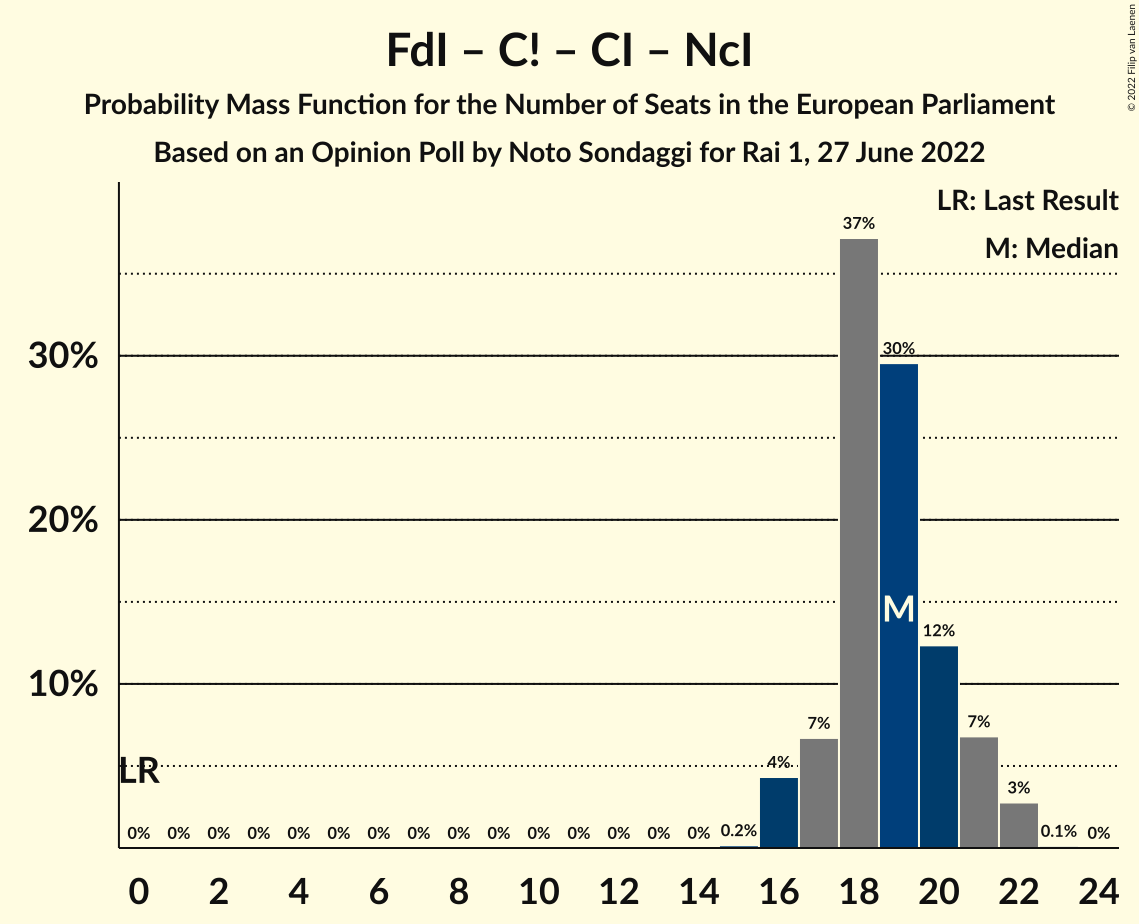 FdI – C! – CI – NcI
Probability Mass Function for the Number of Seats in the European Parliament
Based on an Opinion Poll by Noto Sondaggi for Rai 1, 27 June 2022
© 2022 Filip van Laenen
LR: Last Result
M: Median
37%
30%
30%
20%
M
12%
10%
7%
7%
LR
4%
3%
0% 0% 0% 0% 0% 0% 0% 0% 0% 0% 0% 0% 0% 0% 0% 0.2% 0.1% 0%
0 2 4 6 8 10 12 14 16 18 20 22 24